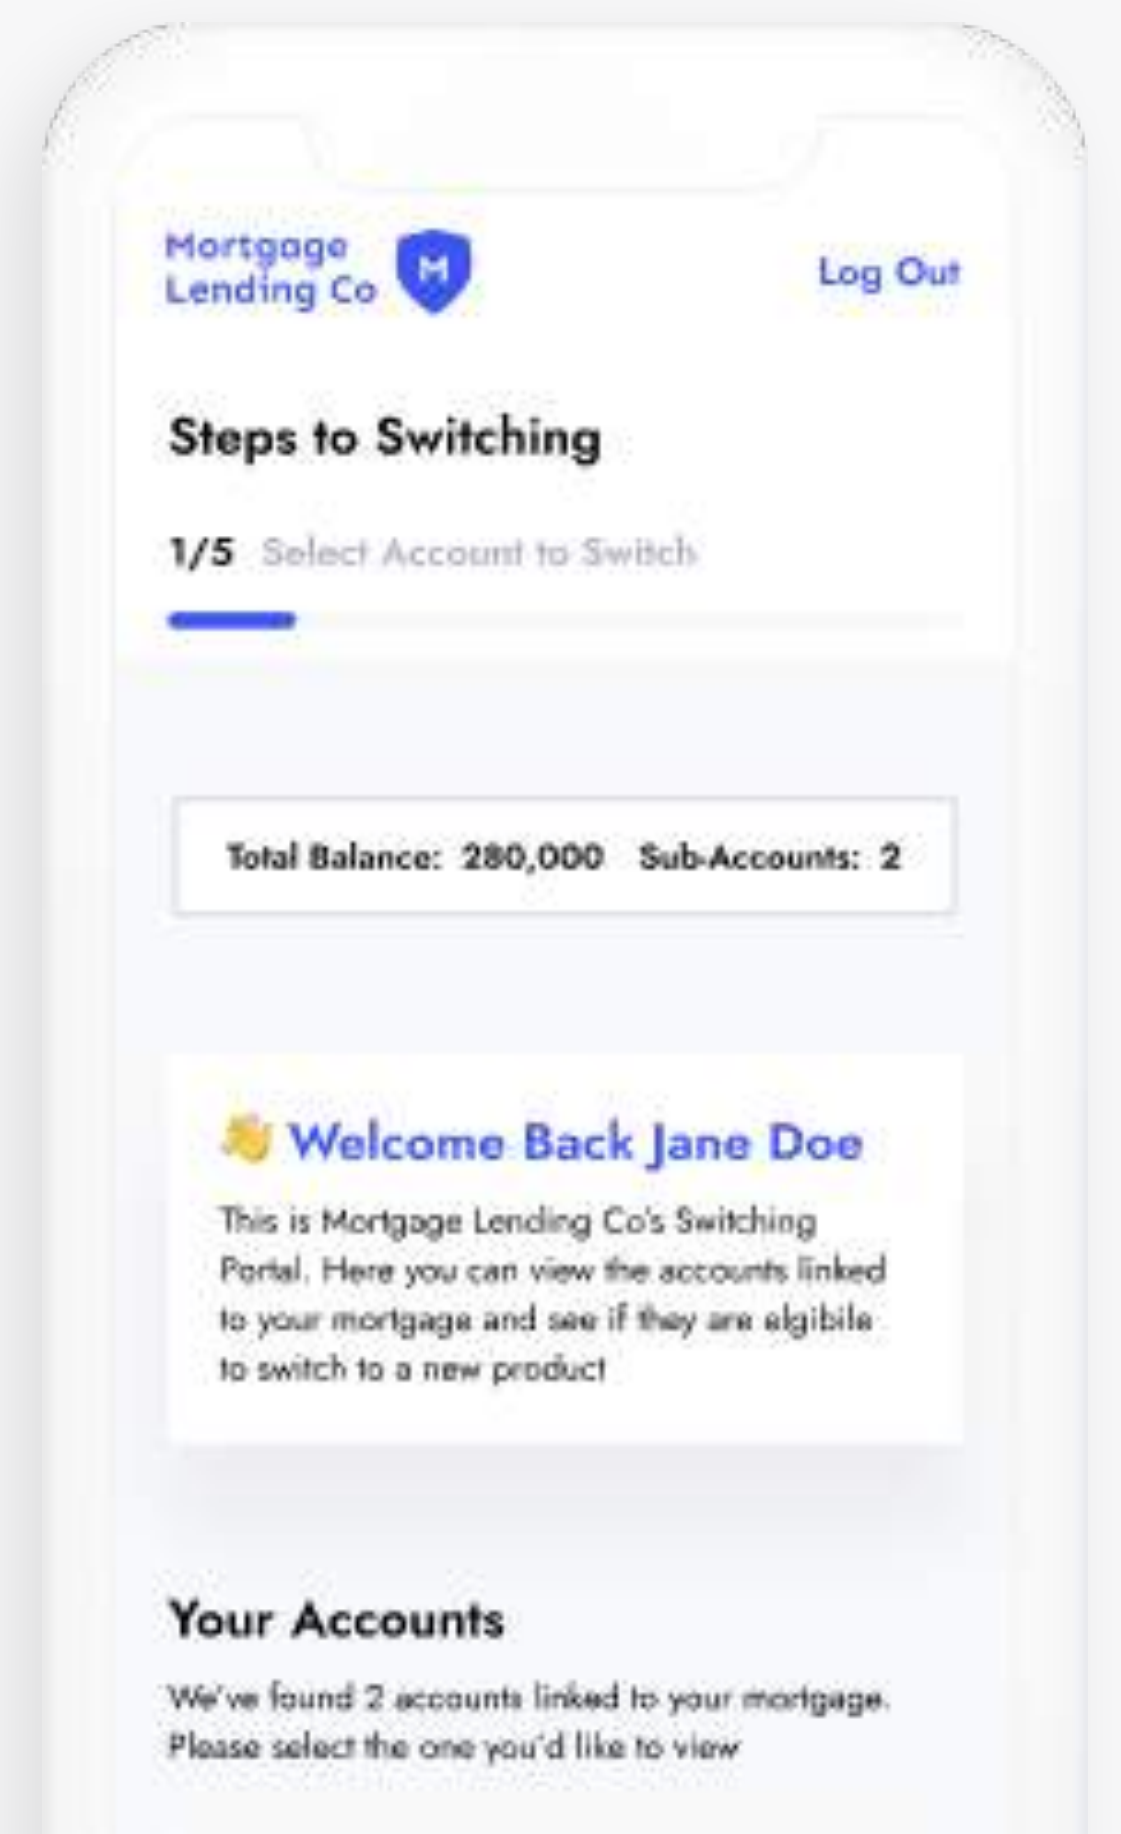 Mortgage
Lending Co
M
Log Out
Steps to Switching
1/5 Select Account to Switch
Total Balance: 280,000 Sub-Accounts: 2
👋 Welcome Back Jane Doe
This is Mortgage Lending Co's Switching
Portal. Here you can view the accounts linked
to your mortgage and see if they are elgibile
to switch to a new product
Your Accounts
We've found 2 accounts linked to your mortgage.
Please select the one you'd like to view